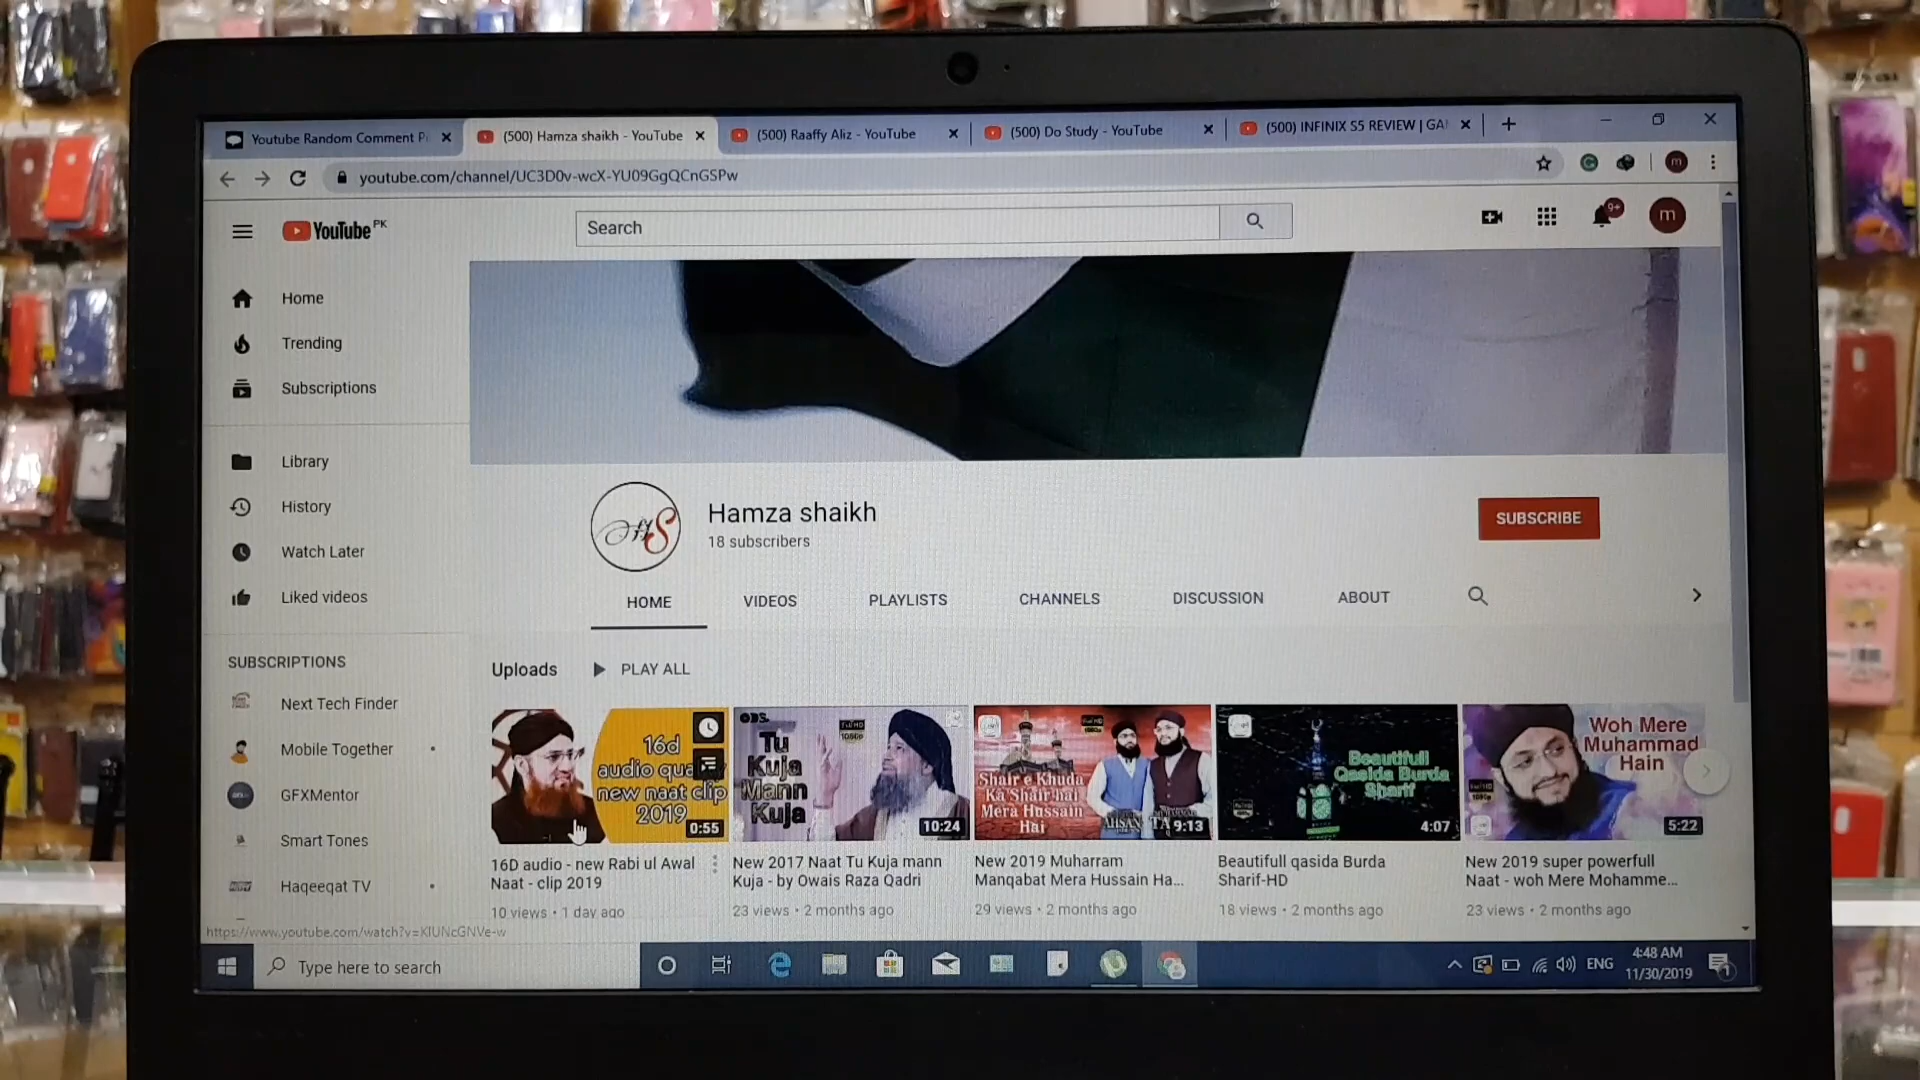 Youtube Random Comment P
(500) Hamza shaikh - YouTube
(500) Raaffy Aliz - YouTube
(500) Do Study - YouTube
(500) INFINIX S5 REVIEW | GA
youtube.com/channel/UC3D0v-wcX-YU09GgQCnGSPw
m
YouTube PK
Search
9+
m
Home
Trending
Subscriptions
Library
History
Watch Later
Liked videos
SUBSCRIPTIONS
Next Tech Finder
Mobile Together
GFXMentor
Smart Tones
Haqeeqat TV
Hamza shaikh
18 subscribers
SUBSCRIBE
HOME
VIDEOS
PLAYLISTS
CHANNELS
DISCUSSION
ABOUT
Uploads
PLAY ALL
16d
audio qua
new naat clip
2019
0:55
Tu
Kuja
Mann
Kuja
10:24
Shair e Khuda
Ka Shair hai
Mera Hussain
Hai
9:13
Beautifull
Qasida Burda
Sharif
4:07
Woh Mere
Muhammad
Hain
5:22
16D audio - new Rabi ul Awal
Naat - clip 2019
10 views • 1 day ago
New 2017 Naat Tu Kuja mann
Kuja - by Owais Raza Qadri
23 views • 2 months ago
New 2019 Muharram
Manqabat Mera Hussain Ha...
29 views • 2 months ago
Beautifull qasida Burda
Sharif-HD
18 views • 2 months ago
New 2019 super powerfull
Naat - woh Mere Mohamme...
23 views • 2 months ago
https://www.youtube.com/watch?v=XIUNcGNVe-w
Type here to search
ENG
4:48 AM
11/30/2019
1